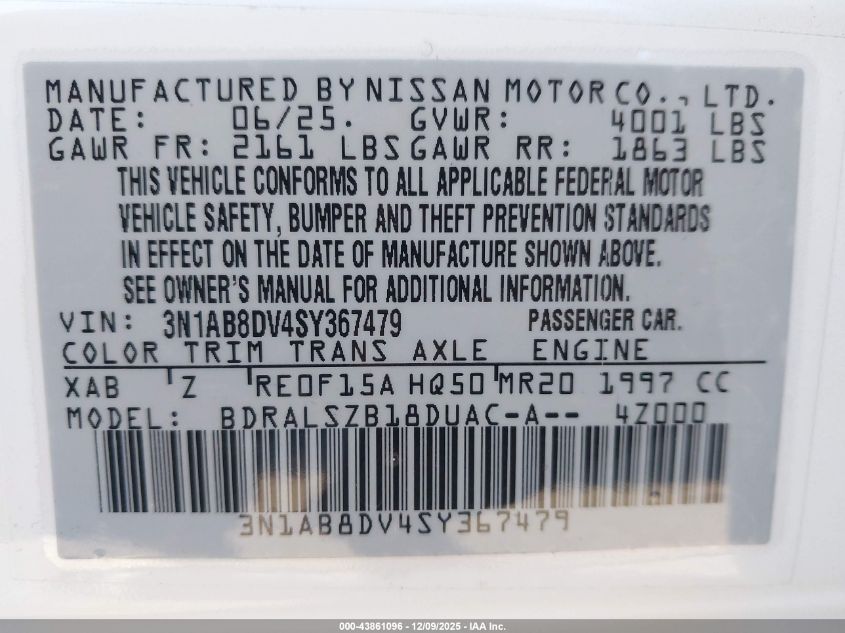 MANUFACTURED BY NISSAN MOTOR CO., LTD.
DATE: 06/25. GVWR: 4001 LBS
GAWR FR: 2161 LBS GAWR RR: 1863 LBS
THIS VEHICLE CONFORMS TO ALL APPLICABLE FEDERAL MOTOR
VEHICLE SAFETY, BUMPER AND THEFT PREVENTION STANDARDS
IN EFFECT ON THE DATE OF MANUFACTURE SHOWN ABOVE.
SEE OWNER'S MANUAL FOR ADDITIONAL INFORMATION.
VIN: 3N1AB8DV4SY367479 PASSENGER CAR.
COLOR TRIM TRANS AXLE ENGINE
XAB Z RE0F15A HQ50 MR20 1997 CC
MODEL: BDRALSZB18DUAC-A-- 4Z000
3N1AB8DV4SY367479
000-43861096 - 12/09/2025 - IAA Inc.